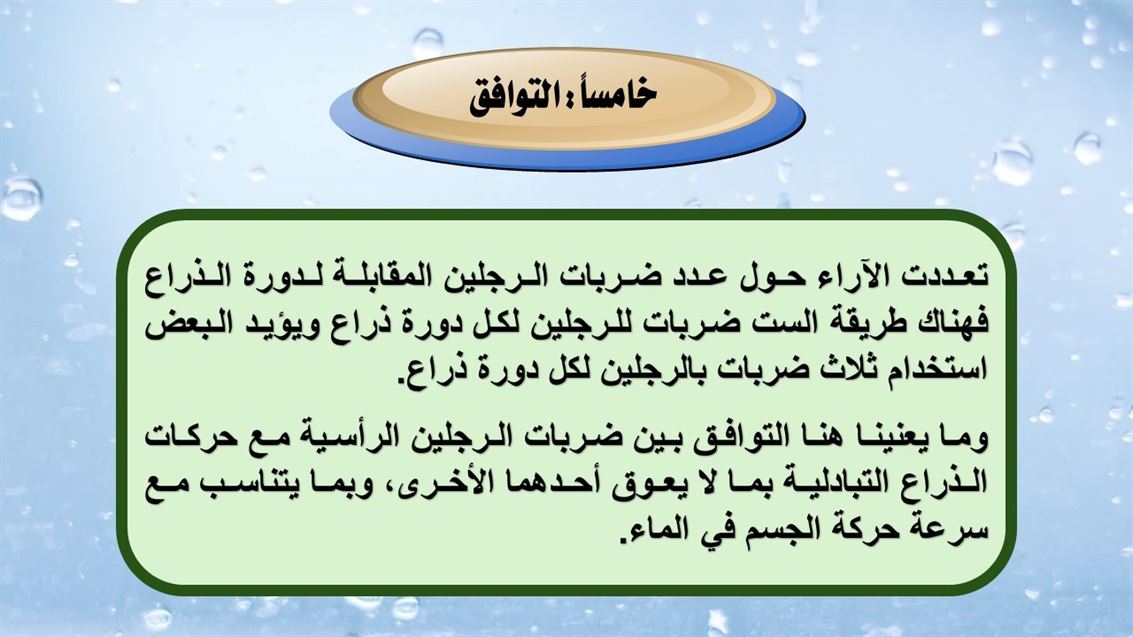 خامساً : التوافق
تعددت الآراء حول عدد ضربات الرجلين المقابلة لدورة الذراع
فهناك طريقة الست ضربات للرجلين لكل دورة ذراع ويؤيد البعض
استخدام ثلاث ضربات بالرجلين لكل دورة ذراع.
وما يعنينا هنا التوافق بين ضربات الرجلين الرأسية مع حركات
الذراع التبادلية بما لا يعوق أحدهما الأخرى، وبما يتناسب مع
سرعة حركة الجسم في الماء.